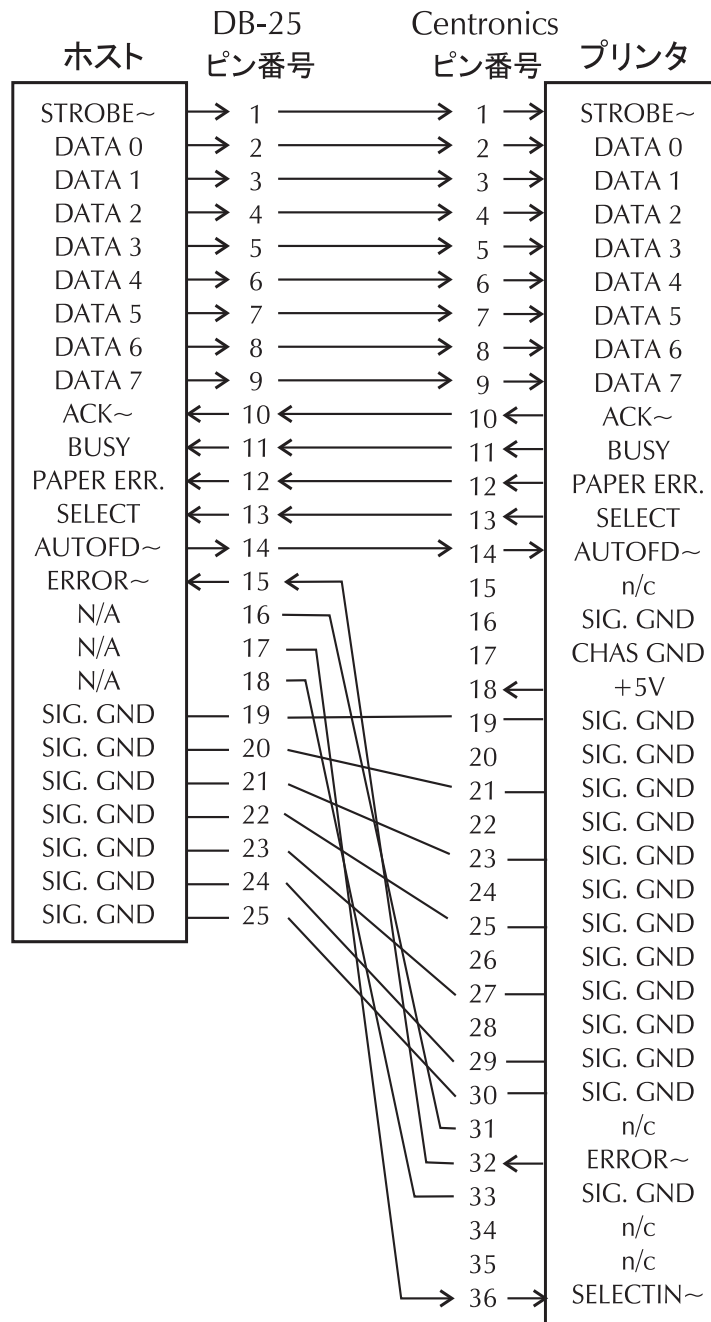 DB-25 Centronics
ホスト ピン番号 ピン番号 プリンタ
STROBE~ 1 1 STROBE~
DATA 0 2 2 DATA 0
DATA 1 3 3 DATA 1
DATA 2 4 4 DATA 2
DATA 3 5 5 DATA 3
DATA 4 6 6 DATA 4
DATA 5 7 7 DATA 5
DATA 6 8 8 DATA 6
DATA 7 9 9 DATA 7
ACK~ 10 10 ACK~
BUSY 11 11 BUSY
PAPER ERR. 12 12 PAPER ERR.
SELECT 13 13 SELECT
AUTOFD~ 14 14 AUTOFD~
ERROR~ 15 15 n/c
N/A 16 16 SIG. GND
N/A 17 17 CHAS GND
N/A 18 18 +5V
SIG. GND 19 19 SIG. GND
SIG. GND 20 20 SIG. GND
SIG. GND 21 21 SIG. GND
SIG. GND 22 22 SIG. GND
SIG. GND 23 23 SIG. GND
SIG. GND 24 24 SIG. GND
SIG. GND 25 25 SIG. GND
26 SIG. GND
27 SIG. GND
28 SIG. GND
29 SIG. GND
30 SIG. GND
31 n/c
32 ERROR~
33 SIG. GND
34 n/c
35 n/c
36 SELECTIN~